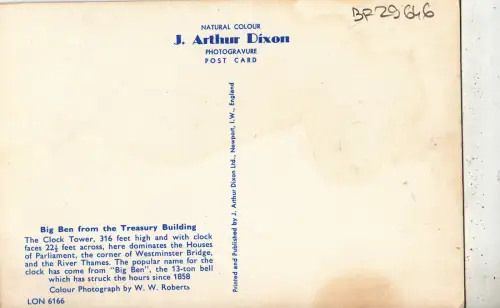 BR29646
NATURAL COLOUR
J. Arthur Dixon
PHOTOGRAVURE
POST CARD
Printed and Published by J. Arthur Dixon Ltd., Newport, I.W., England
Big Ben from the Treasury Building
The Clock Tower, 316 feet high and with clock
faces 22½ feet across, here dominates the Houses
of Parliament, the corner of Westminster Bridge,
and the River Thames. The popular name for the
clock has come from "Big Ben", the 13-ton bell
which has struck the hours since 1858
Colour Photograph by W. W. Roberts
LON 6166